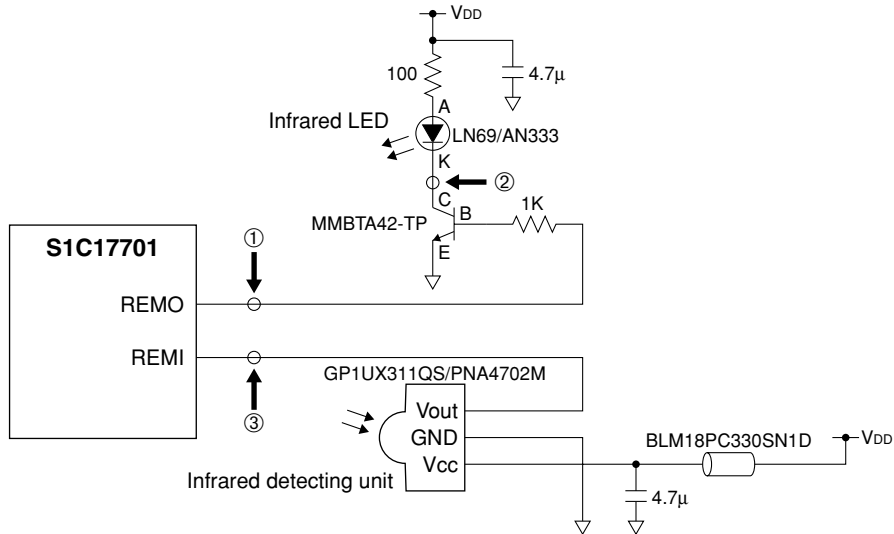 VDD
100
4.7μ
A
Infrared LED
LN69/AN333
K
②
C
1K
MMBTA42-TP
B
E
S1C17701
①
REMO
REMI
GP1UX311QS/PNA4702M
③
Vout
GND
BLM18PC330SN1D
VDD
Vcc
Infrared detecting unit
4.7μ